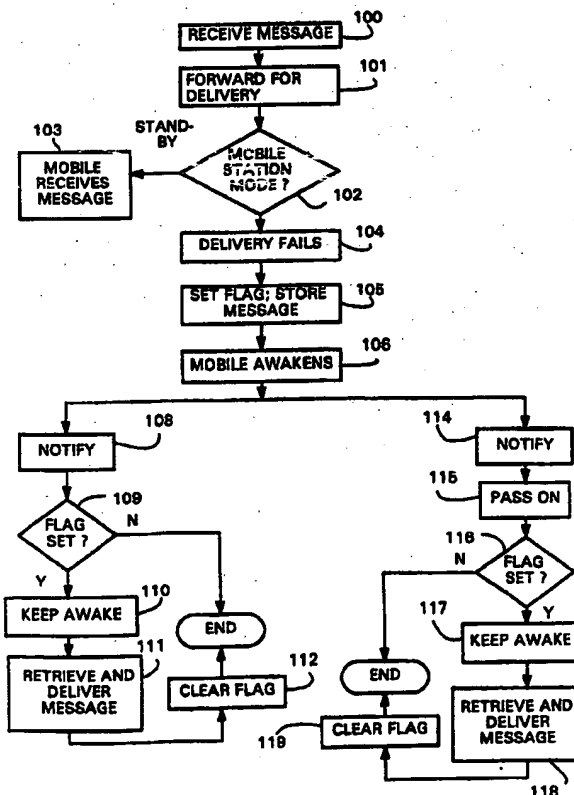 100
RECEIVE MESSAGE
101
FORWARD FOR
DELIVERY
103
STAND-
BY
MOBILE
RECEIVES
MESSAGE
MOBILE
STATION
MODE ?
102
DELIVERY FAILS
104
SET FLAG; STORE
MESSAGE
105
106
MOBILE AWAKENS
108
NOTIFY
109
FLAG
SET ?
N
Y
110
KEEP AWAKE
END
111
RETRIEVE AND
DELIVER
MESSAGE
112
CLEAR FLAG
114
NOTIFY
115
PASS ON
116
FLAG
SET ?
N
Y
117
KEEP AWAKE
END
119
CLEAR FLAG
RETRIEVE AND
DELIVER
MESSAGE
118